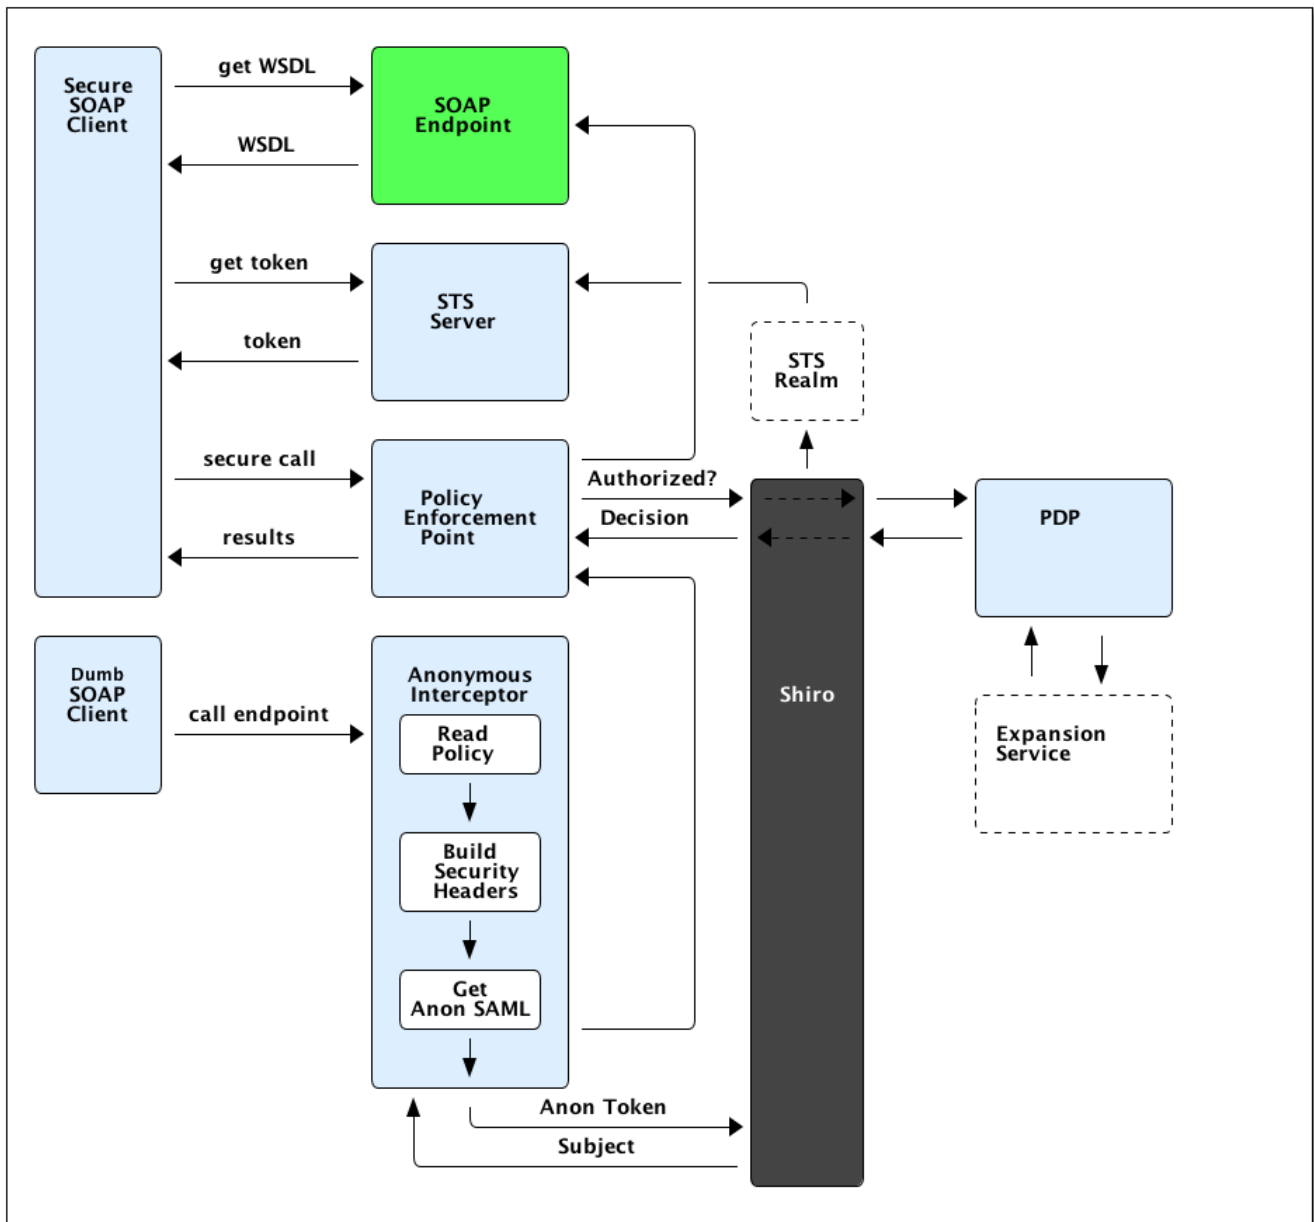 Secure
SOAP
Client
get WSDL
WSDL
SOAP
Endpoint
get token
token
STS
Server
STS
Realm
secure call
results
Policy
Enforcement
Point
Authorized?
Decision
PDP
Dumb
SOAP
Client
call endpoint
Anonymous
Interceptor
Read
Policy
Build
Security
Headers
Get
Anon SAML
Shiro
Expansion
Service
Anon Token
Subject